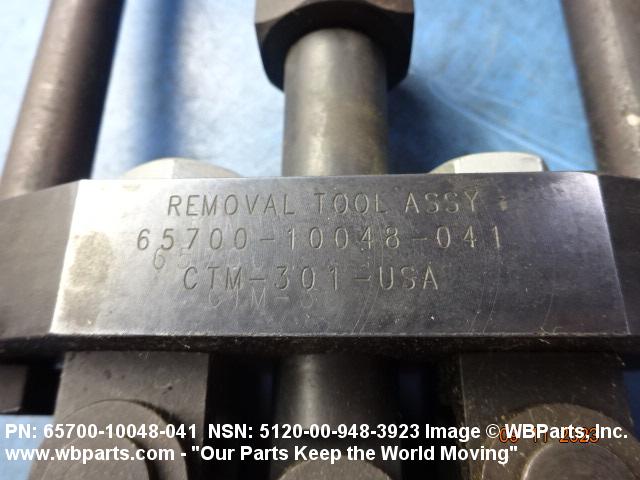 REMOVAL TOOL ASSY
65700-10048-041
CTM-301-USA
PN: 65700-10048-041 NSN: 5120-00-948-3923 Image © WBParts, Inc.
www.wbparts.com - "Our Parts Keep the World Moving"